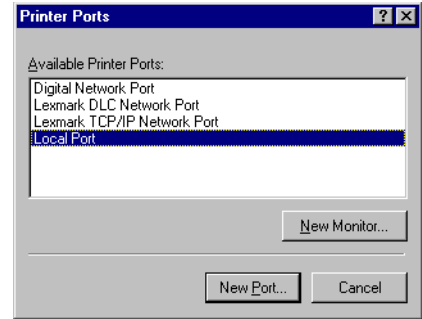 Printer Ports
Available Printer Ports:
Digital Network Port
Lexmark DLC Network Port
Lexmark TCP/IP Network Port
Local Port
New Monitor...
New Port...
Cancel